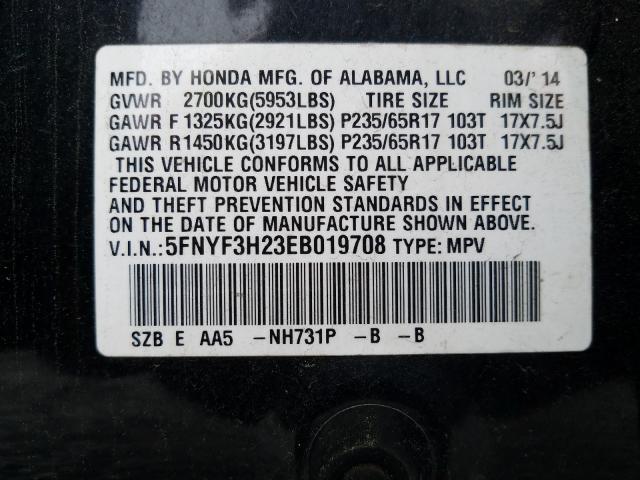 MFD. BY HONDA MFG. OF ALABAMA, LLC 03/' 14
GVWR 2700KG(5953LBS) TIRE SIZE RIM SIZE
GAWR F 1325KG(2921LBS) P235/65R17 103T 17X7.5J
GAWR R1450KG(3197LBS) P235/65R17 103T 17X7.5J
THIS VEHICLE CONFORMS TO ALL APPLICABLE
FEDERAL MOTOR VEHICLE SAFETY
AND THEFT PREVENTION STANDARDS IN EFFECT
ON THE DATE OF MANUFACTURE SHOWN ABOVE.
V.I.N.:5FNYF3H23EB019708 TYPE: MPV
SZB E AA5 -NH731P -B -B